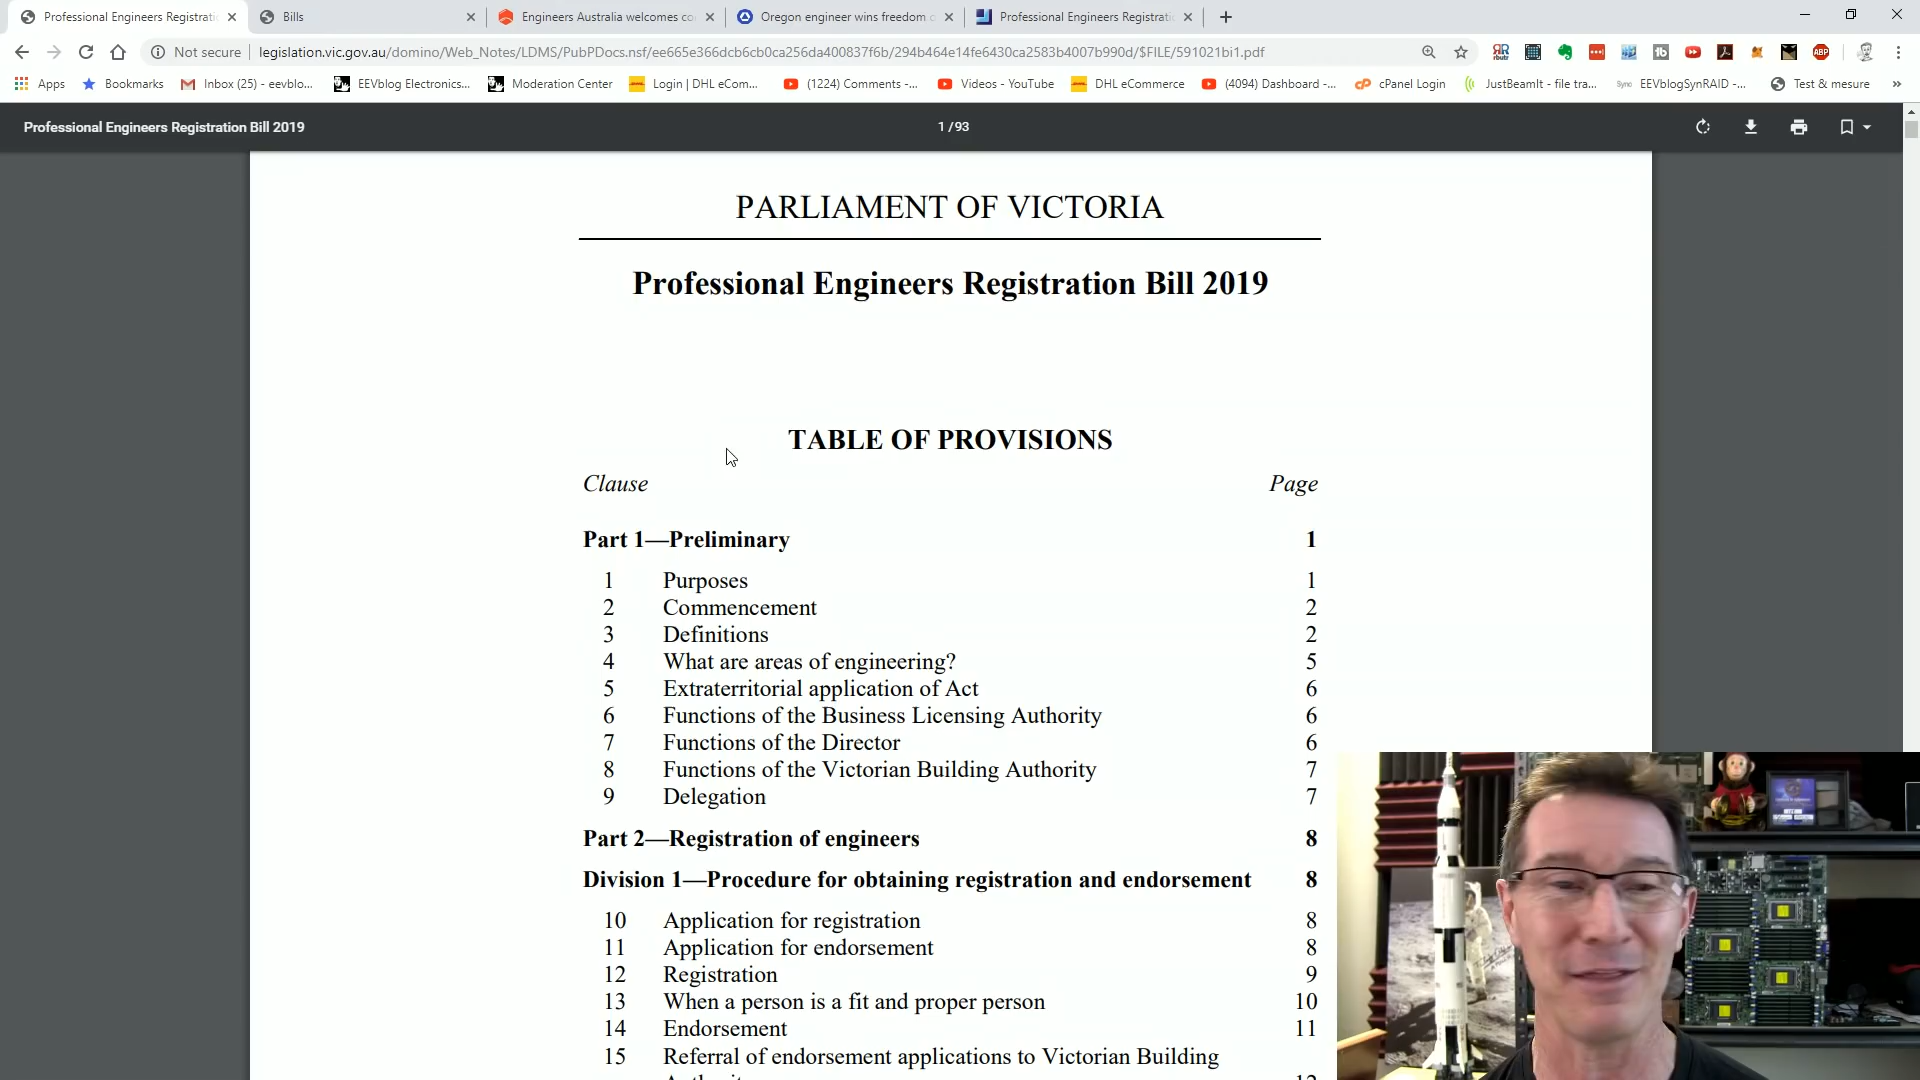 Professional Engineers Registrati
Bills
Engineers Australia welcomes co
Oregon engineer wins freedom o
Professional Engineers Registrati
Not secure
legislation.vic.gov.au/domino/Web_Notes/LDMS/PubPDocs.nsf/ee665e366dcb6cb0ca256da400837f6b/294b464e14fe6430ca2583b4007b990d/$FILE/591021bi1.pdf
Apps
Bookmarks
Inbox (25) - eevblo...
EEVblog Electronics...
Moderation Center
Login | DHL eCom...
(1224) Comments -...
Videos - YouTube
DHL eCommerce
(4094) Dashboard -...
cPanel Login
JustBeamIt - file tra...
EEVblogSynRAID -...
Test & mesure
Professional Engineers Registration Bill 2019
1 / 93
PARLIAMENT OF VICTORIA
Professional Engineers Registration Bill 2019
TABLE OF PROVISIONS
Clause Page
Part 1—Preliminary 1
1 Purposes 1
2 Commencement 2
3 Definitions 2
4 What are areas of engineering? 5
5 Extraterritorial application of Act 6
6 Functions of the Business Licensing Authority 6
7 Functions of the Director 6
8 Functions of the Victorian Building Authority 7
9 Delegation 7
Part 2—Registration of engineers 8
Division 1—Procedure for obtaining registration and endorsement 8
10 Application for registration 8
11 Application for endorsement 8
12 Registration 9
13 When a person is a fit and proper person 10
14 Endorsement 11
15 Referral of endorsement applications to Victorian Building